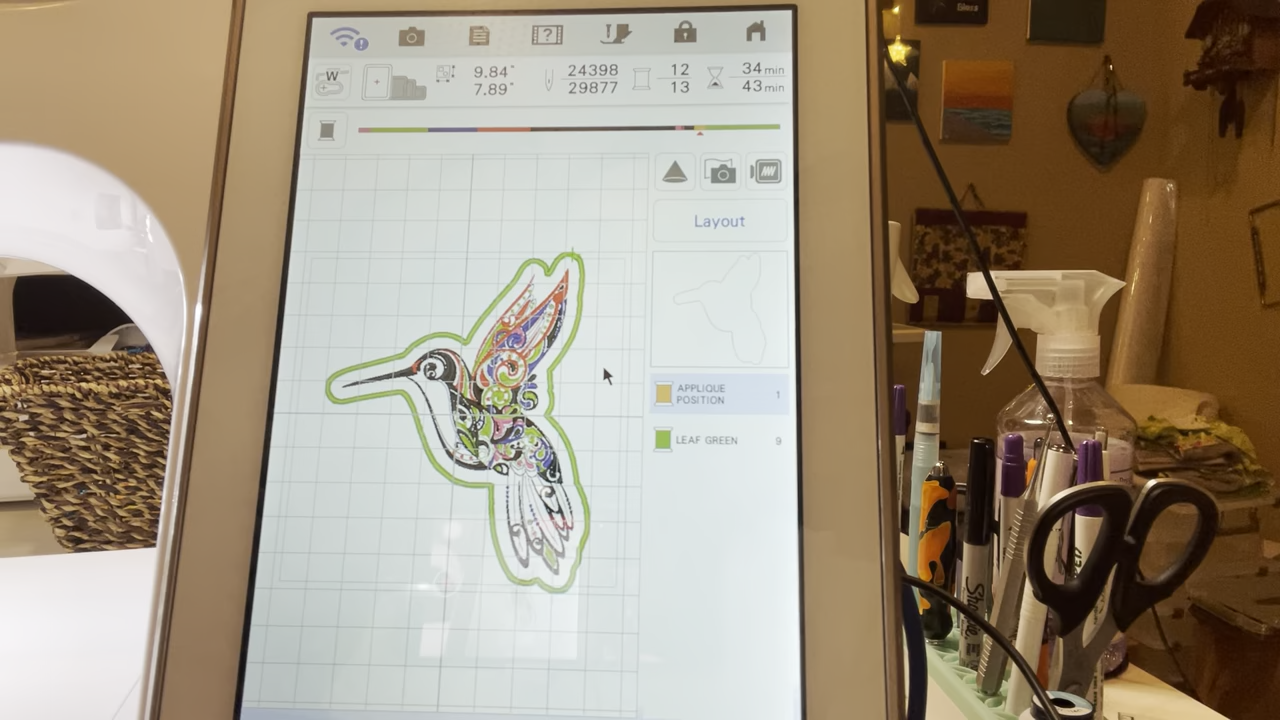 W
9.84"
7.89"
24398
29877
12
13
34 min
43 min
Layout
APPLIQUE
POSITION
1
LEAF GREEN
9
Sharpie